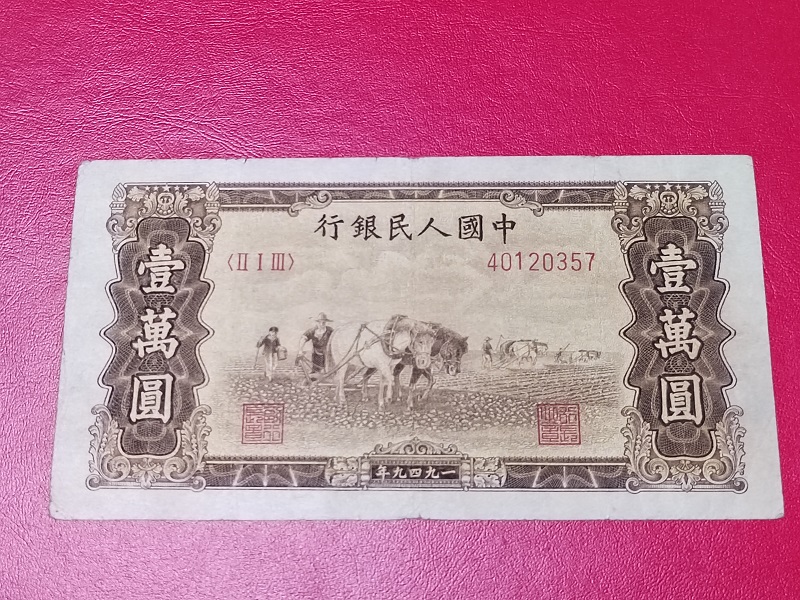 中國人民銀行
〈II I III〉
40120357
壹萬圓
壹萬圓
一九四九年